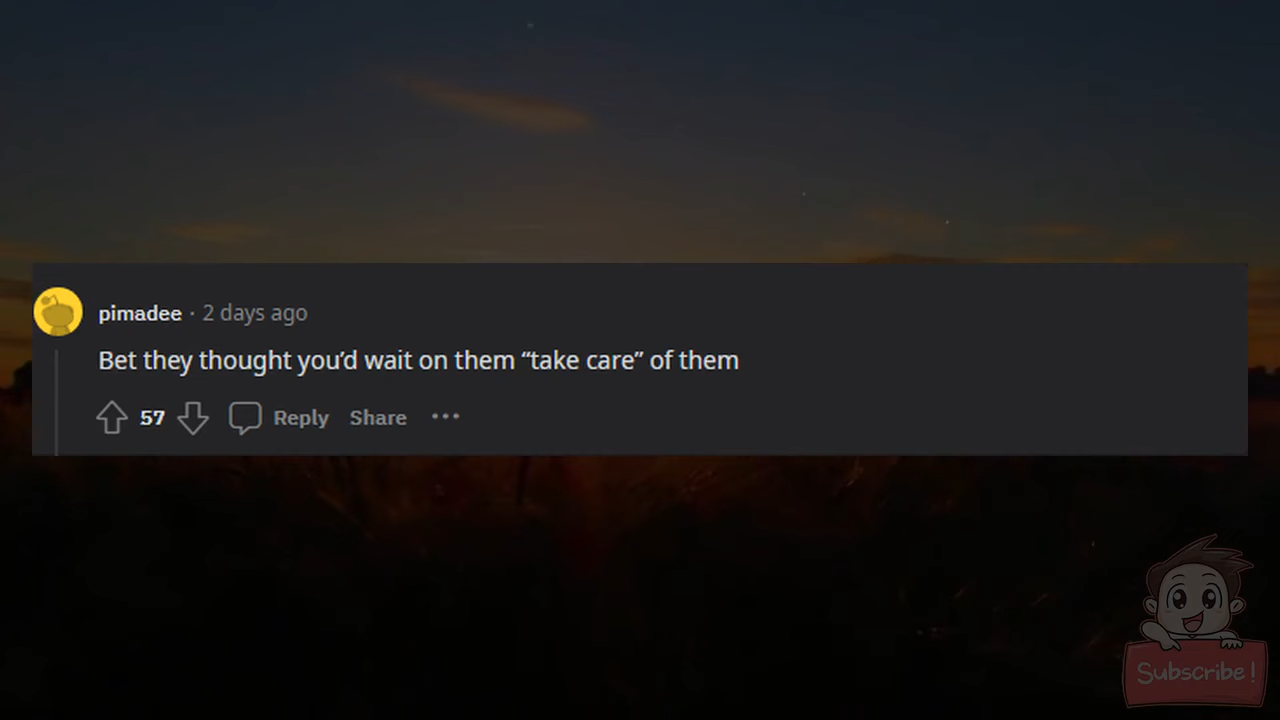 pimadee · 2 days ago
Bet they thought you’d wait on them “take care” of them
57 Reply Share •••
Subscribe!